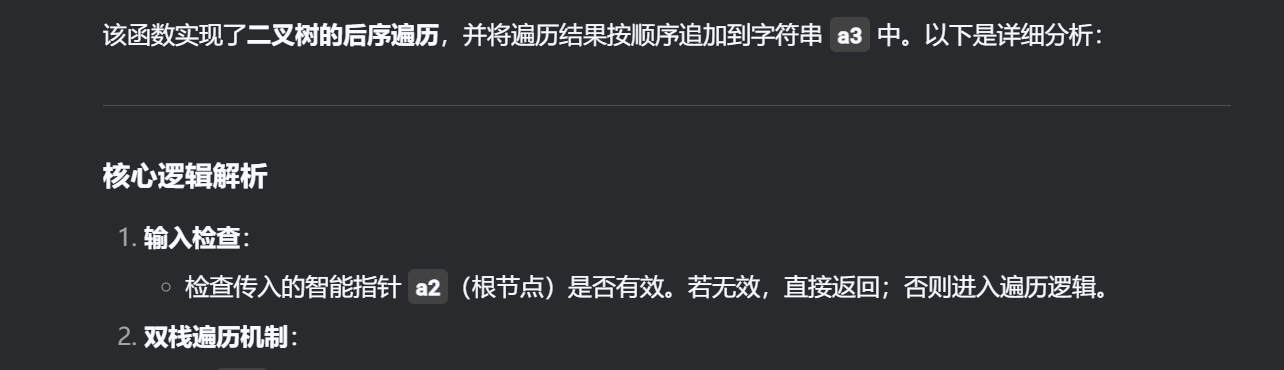 该函数实现了二叉树的后序遍历，并将遍历结果按顺序追加到字符串 a3 中。以下是详细分析：
核心逻辑解析
1. 输入检查：
◦ 检查传入的智能指针 a2（根节点）是否有效。若无效，直接返回；否则进入遍历逻辑。
2. 双栈遍历机制：